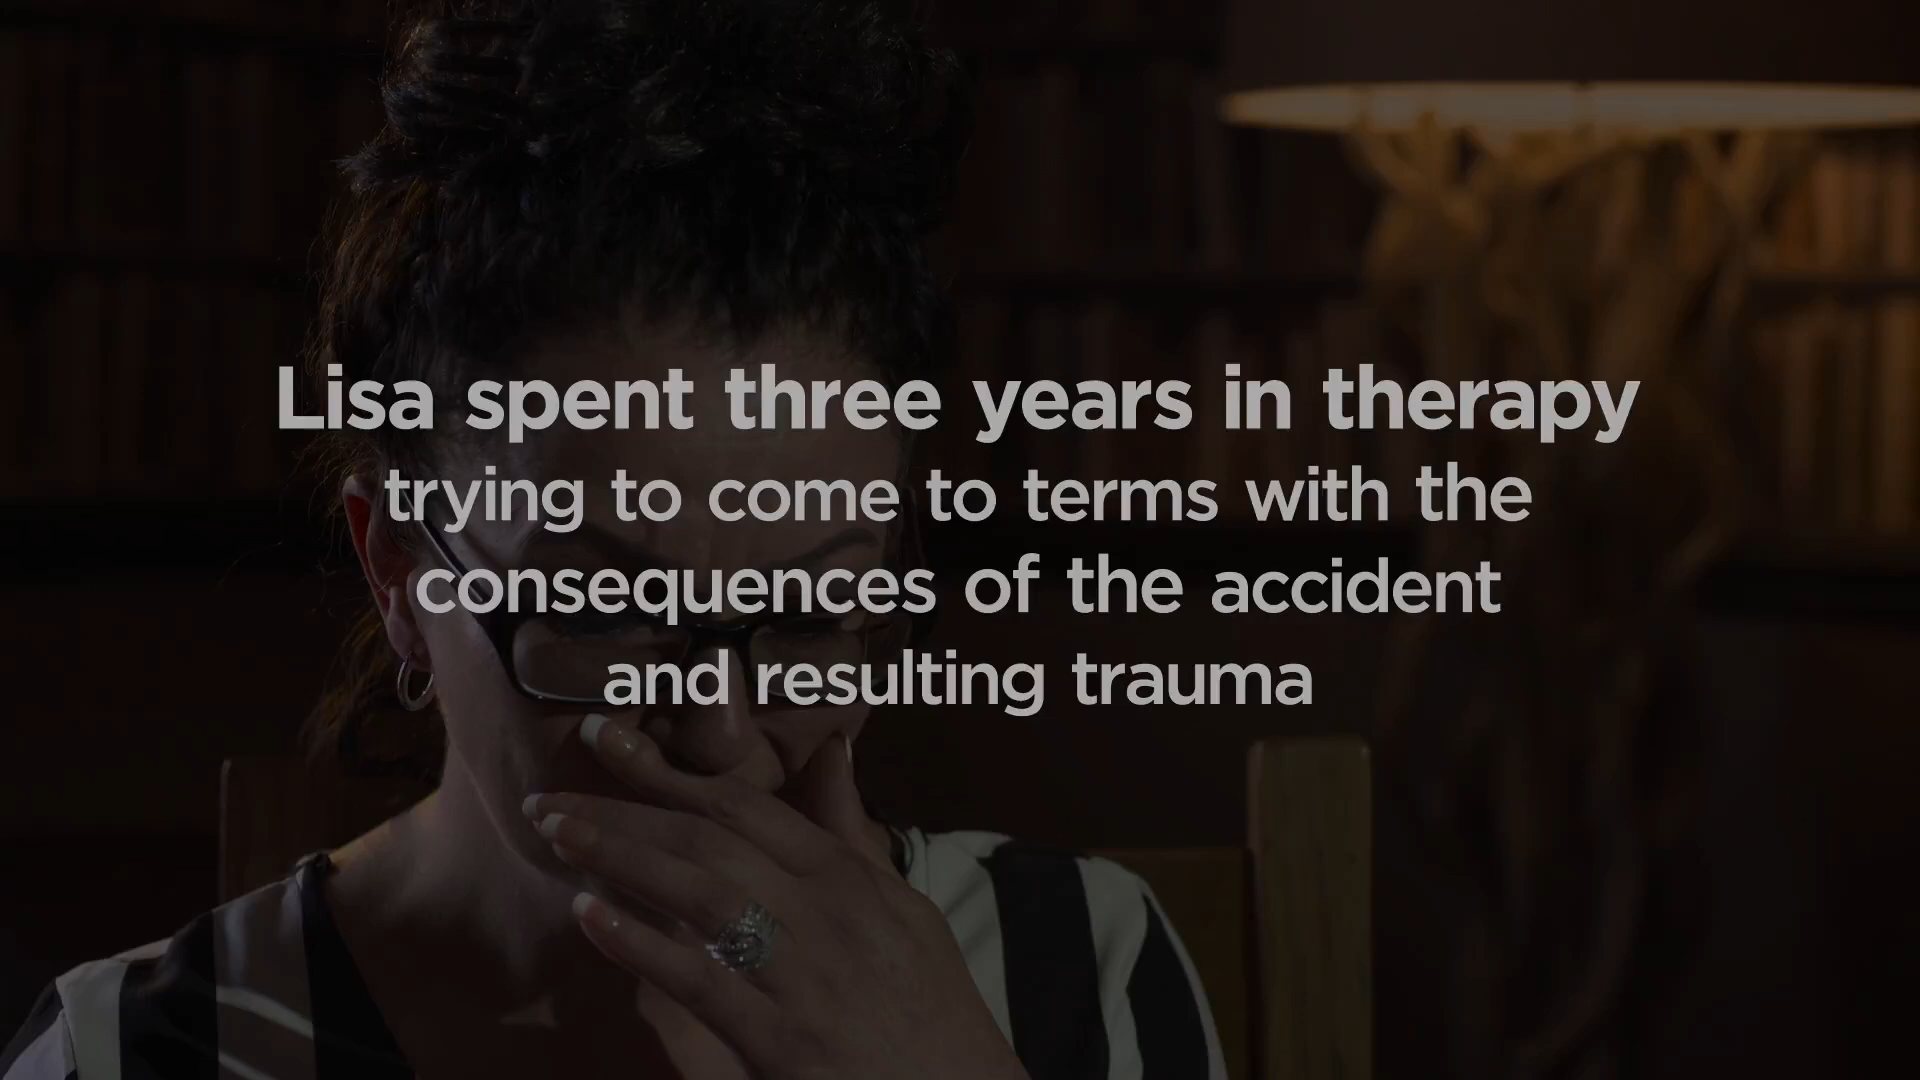 Lisa spent three years in therapy
trying to come to terms with the
consequences of the accident
and resulting trauma